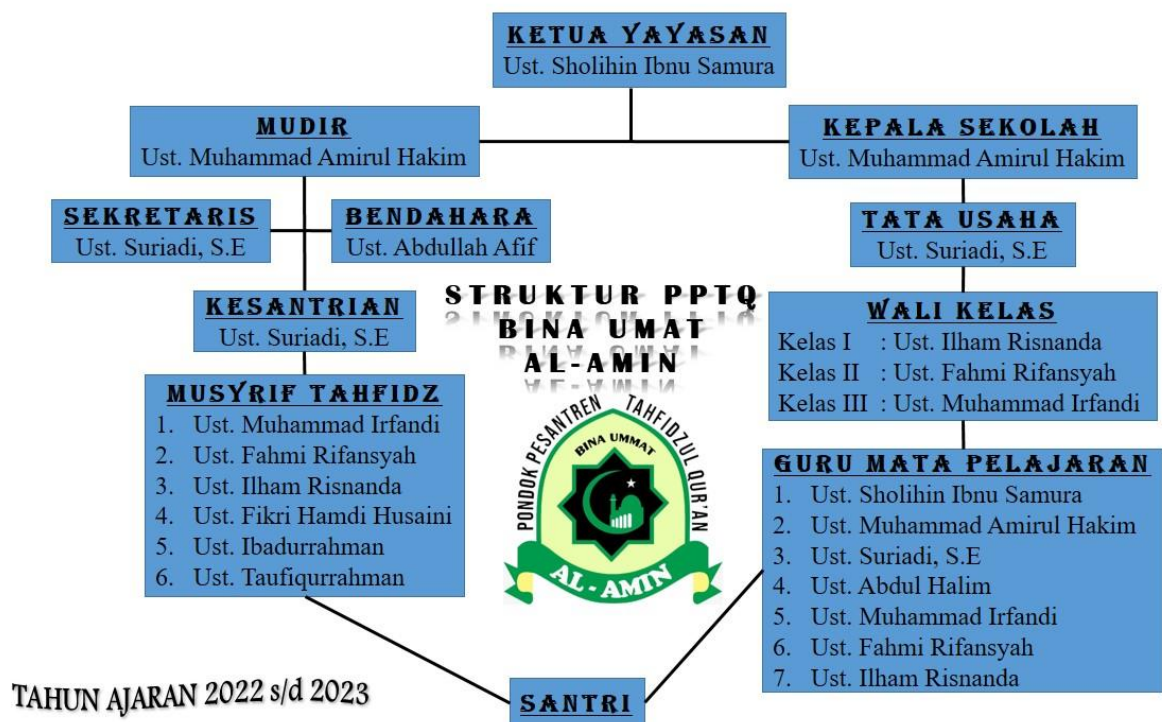 KETUA YAYASAN
Ust. Sholihin Ibnu Samura
MUDIR
Ust. Muhammad Amirul Hakim
KEPALA SEKOLAH
Ust. Muhammad Amirul Hakim
SEKRETARIS
Ust. Suriadi, S.E
BENDAHARA
Ust. Abdullah Afif
TATA USAHA
Ust. Suriadi, S.E
KESANTRIAN
Ust. Suriadi, S.E
STRUKTUR PPTQ
BINA UMAT
AL-AMIN
WALI KELAS
Kelas I : Ust. Ilham Risnanda
Kelas II : Ust. Fahmi Rifansyah
Kelas III : Ust. Muhammad Irfandi
MUSYRIF TAHFIDZ
1. Ust. Muhammad Irfandi
2. Ust. Fahmi Rifansyah
3. Ust. Ilham Risnanda
4. Ust. Fikri Hamdi Husaini
5. Ust. Ibadurrahman
6. Ust. Taufiqurrahman
PONDOK PESANTREN TAHFIDZUL QUR'AN
BINA UMMAT
AL - AMIN
GURU MATA PELAJARAN
1. Ust. Sholihin Ibnu Samura
2. Ust. Muhammad Amirul Hakim
3. Ust. Suriadi, S.E
4. Ust. Abdul Halim
5. Ust. Muhammad Irfandi
6. Ust. Fahmi Rifansyah
7. Ust. Ilham Risnanda
SANTRI
TAHUN AJARAN 2022 s/d 2023